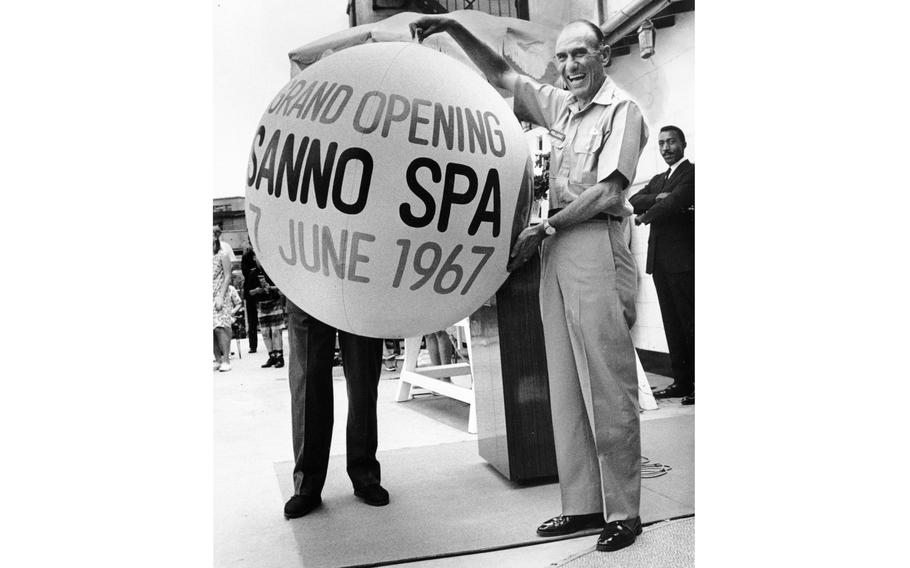 GRAND OPENING
SANNO SPA
7 JUNE 1967